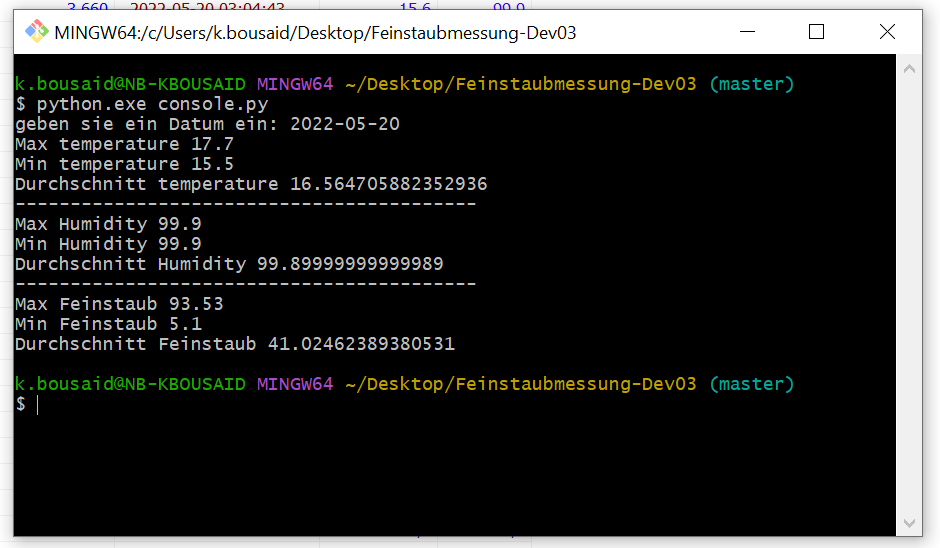 3.660 2022-05-20 03:04:43 15.6 99.9
MINGW64:/c/Users/k.bousaid/Desktop/Feinstaubmessung-Dev03
k.bousaid@NB-KBOUSAID MINGW64 ~/Desktop/Feinstaubmessung-Dev03 (master)
$ python.exe console.py
geben sie ein Datum ein: 2022-05-20
Max temperature 17.7
Min temperature 15.5
Durchschnitt temperature 16.564705882352936
------------------------------------------
Max Humidity 99.9
Min Humidity 99.9
Durchschnitt Humidity 99.89999999999989
------------------------------------------
Max Feinstaub 93.53
Min Feinstaub 5.1
Durchschnitt Feinstaub 41.02462389380531
k.bousaid@NB-KBOUSAID MINGW64 ~/Desktop/Feinstaubmessung-Dev03 (master)
$